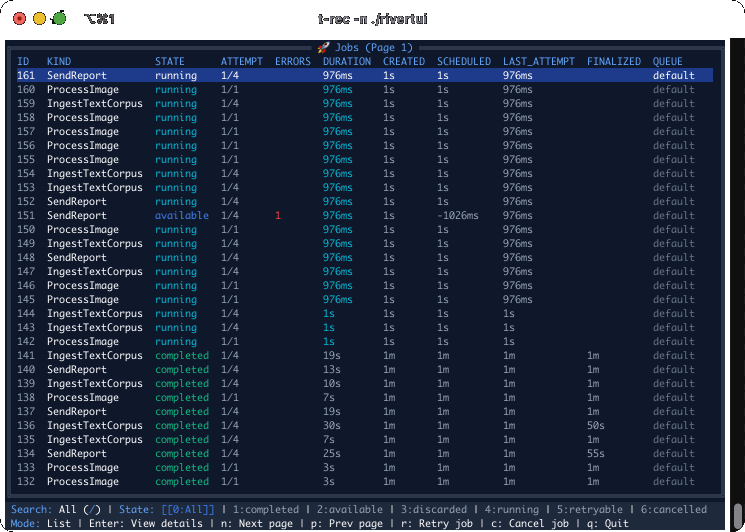 ⌥⌘1 t-rec -n ./rivertui
🚀 Jobs (Page 1)
ID KIND STATE ATTEMPT ERRORS DURATION CREATED SCHEDULED LAST_ATTEMPT FINALIZED QUEUE
161 SendReport running 1/4 976ms 1s 1s 976ms default
160 ProcessImage running 1/1 976ms 1s 1s 976ms default
159 IngestTextCorpus running 1/4 976ms 1s 1s 976ms default
158 ProcessImage running 1/1 976ms 1s 1s 976ms default
157 ProcessImage running 1/1 976ms 1s 1s 976ms default
156 ProcessImage running 1/1 976ms 1s 1s 976ms default
155 ProcessImage running 1/1 976ms 1s 1s 976ms default
154 IngestTextCorpus running 1/4 976ms 1s 1s 976ms default
153 IngestTextCorpus running 1/4 976ms 1s 1s 976ms default
152 SendReport running 1/4 976ms 1s 1s 976ms default
151 SendReport available 1/4 1 976ms 1s -1026ms 976ms default
150 ProcessImage running 1/1 976ms 1s 1s 976ms default
149 IngestTextCorpus running 1/4 976ms 1s 1s 976ms default
148 SendReport running 1/4 976ms 1s 1s 976ms default
147 IngestTextCorpus running 1/4 976ms 1s 1s 976ms default
146 ProcessImage running 1/1 976ms 1s 1s 976ms default
145 ProcessImage running 1/1 976ms 1s 1s 976ms default
144 IngestTextCorpus running 1/4 1s 1s 1s 1s default
143 IngestTextCorpus running 1/4 1s 1s 1s 1s default
142 ProcessImage running 1/1 1s 1s 1s 1s default
141 IngestTextCorpus completed 1/4 19s 1m 1m 1m 1m default
140 SendReport completed 1/4 13s 1m 1m 1m 1m default
139 IngestTextCorpus completed 1/4 10s 1m 1m 1m 1m default
138 ProcessImage completed 1/1 7s 1m 1m 1m 1m default
137 SendReport completed 1/4 19s 1m 1m 1m 1m default
136 IngestTextCorpus completed 1/4 30s 1m 1m 1m 50s default
135 IngestTextCorpus completed 1/4 7s 1m 1m 1m 1m default
134 SendReport completed 1/4 25s 1m 1m 1m 55s default
133 ProcessImage completed 1/1 3s 1m 1m 1m 1m default
132 ProcessImage completed 1/1 3s 1m 1m 1m 1m default
Search: All (/) | State: [[0:All]] | 1:completed | 2:available | 3:discarded | 4:running | 5:retryable | 6:cancelled
Mode: List | Enter: View details | n: Next page | p: Prev page | r: Retry job | c: Cancel job | q: Quit